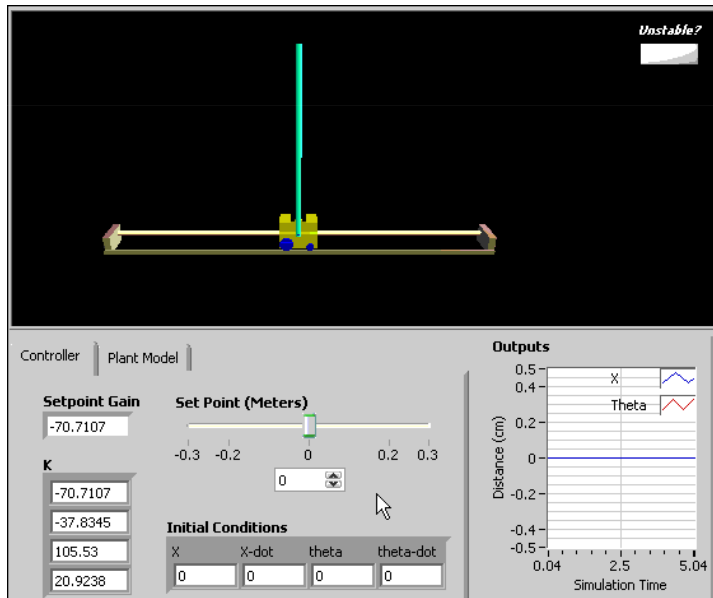 Unstable?
Controller
Plant Model
Setpoint Gain
-70.7107
K
-70.7107
-37.8345
105.53
20.9238
Set Point (Meters)
-0.3 -0.2 0 0.2 0.3
0
Initial Conditions
X X-dot theta theta-dot
0 0 0 0
Outputs
X
Theta
Distance (cm)
0.5
0.4
0.2
0
-0.2
-0.4
-0.5
0.04 2.5 5.04
Simulation Time